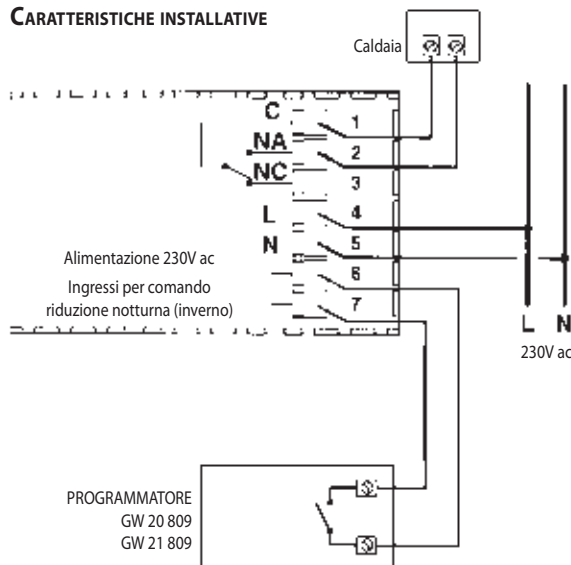 CARATTERISTICHE INSTALLATIVE
Caldaia
C
1
NA
2
NC
3
L
4
N
5
Alimentazione 230V ac
6
Ingressi per comando
riduzione notturna (inverno)
7
L N
230V ac
PROGRAMMATORE
GW 20 809
GW 21 809